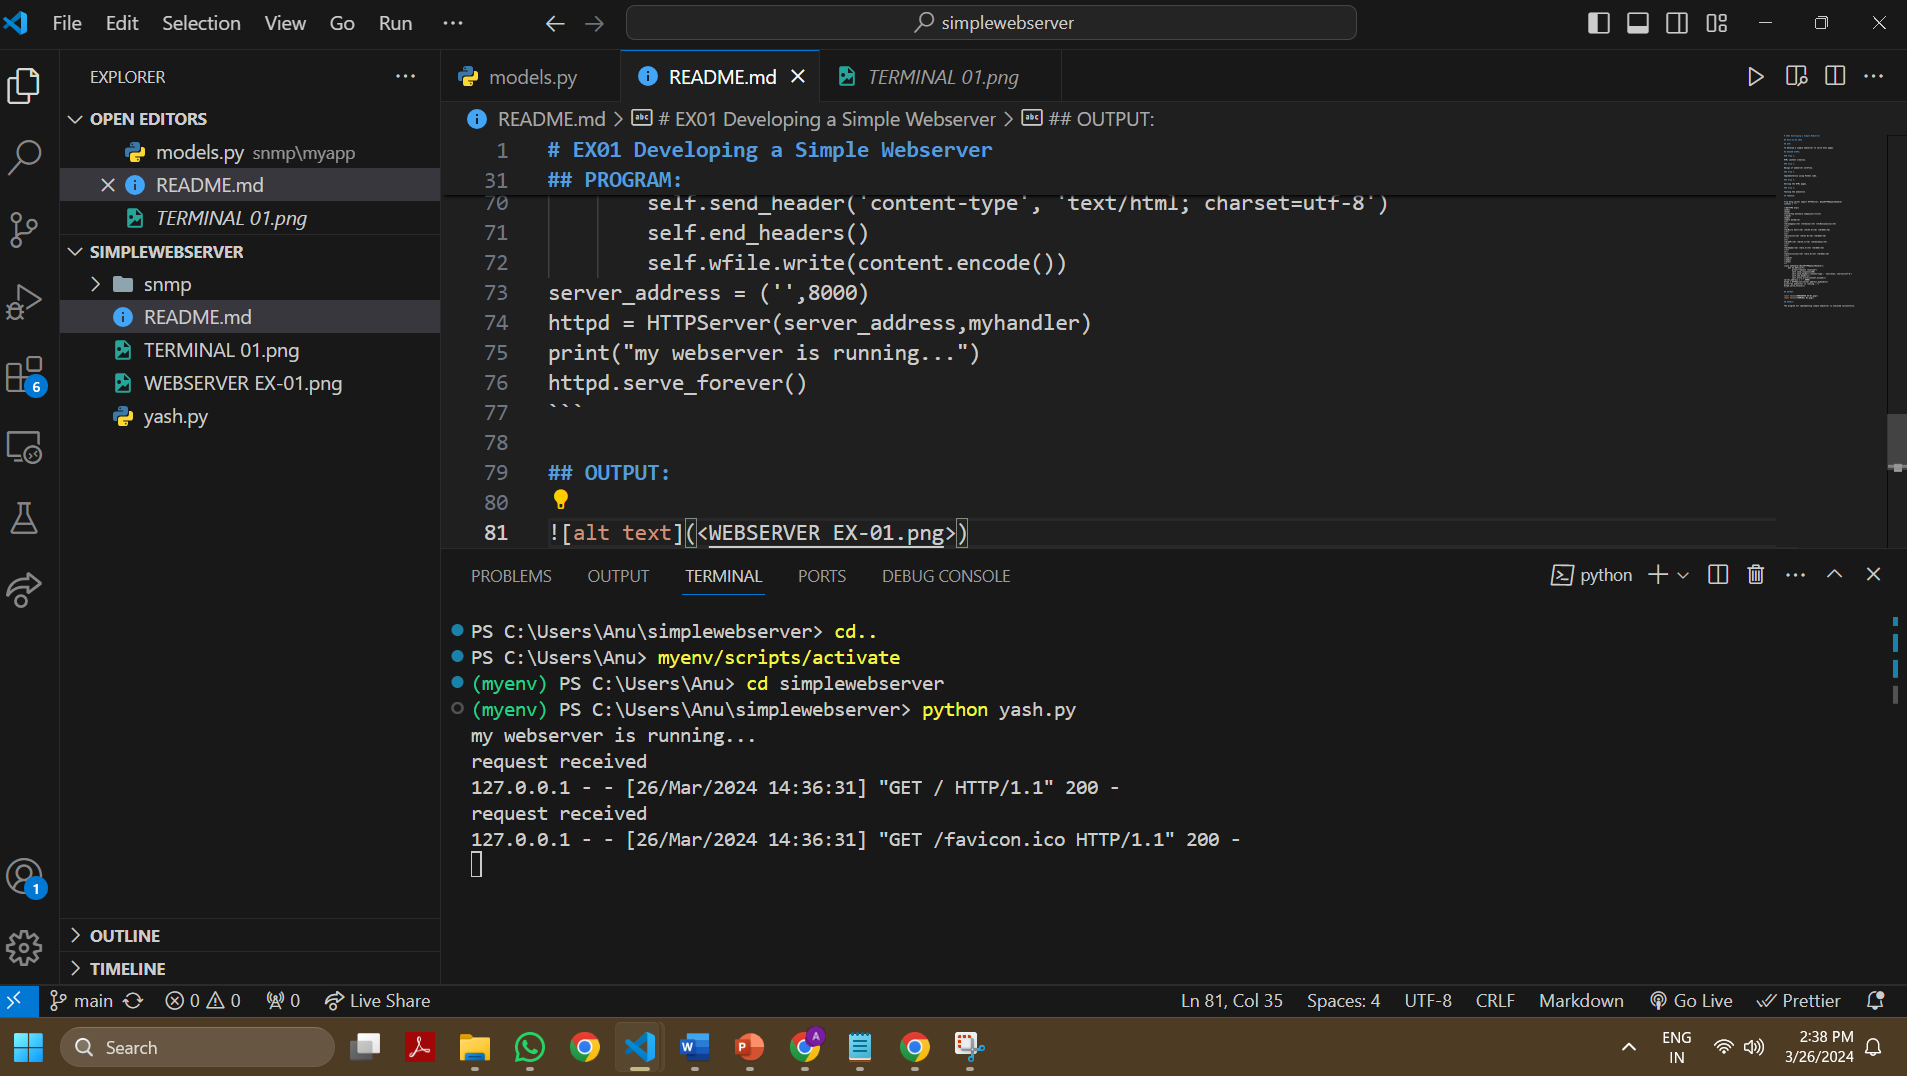 File Edit Selection View Go Run ··· simplewebserver
EXPLORER
OPEN EDITORS
models.py snmp\myapp
README.md
TERMINAL 01.png
SIMPLEWEBSERVER
snmp
README.md
TERMINAL 01.png
WEBSERVER EX-01.png
yash.py
OUTLINE
TIMELINE
6
1
models.py README.md TERMINAL 01.png
README.md > # EX01 Developing a Simple Webserver > ## OUTPUT:
1 # EX01 Developing a Simple Webserver
31 ## PROGRAM:
70 self.send_header('content-type', 'text/html; charset=utf-8')
71 self.end_headers()
72 self.wfile.write(content.encode())
73 server_address = ('',8000)
74 httpd = HTTPServer(server_address,myhandler)
75 print("my webserver is running...")
76 httpd.serve_forever()
77 ```
78
79 ## OUTPUT:
80
81 ![alt text](<WEBSERVER EX-01.png>)
PROBLEMS OUTPUT TERMINAL PORTS DEBUG CONSOLE python
PS C:\Users\Anu\simplewebserver> cd..
PS C:\Users\Anu> myenv/scripts/activate
(myenv) PS C:\Users\Anu> cd simplewebserver
(myenv) PS C:\Users\Anu\simplewebserver> python yash.py
my webserver is running...
request received
127.0.0.1 - - [26/Mar/2024 14:36:31] "GET / HTTP/1.1" 200 -
request received
127.0.0.1 - - [26/Mar/2024 14:36:31] "GET /favicon.ico HTTP/1.1" 200 -
main 0 0 0 Live Share Ln 81, Col 35 Spaces: 4 UTF-8 CRLF Markdown Go Live Prettier
Search ENG IN 2:38 PM 3/26/2024